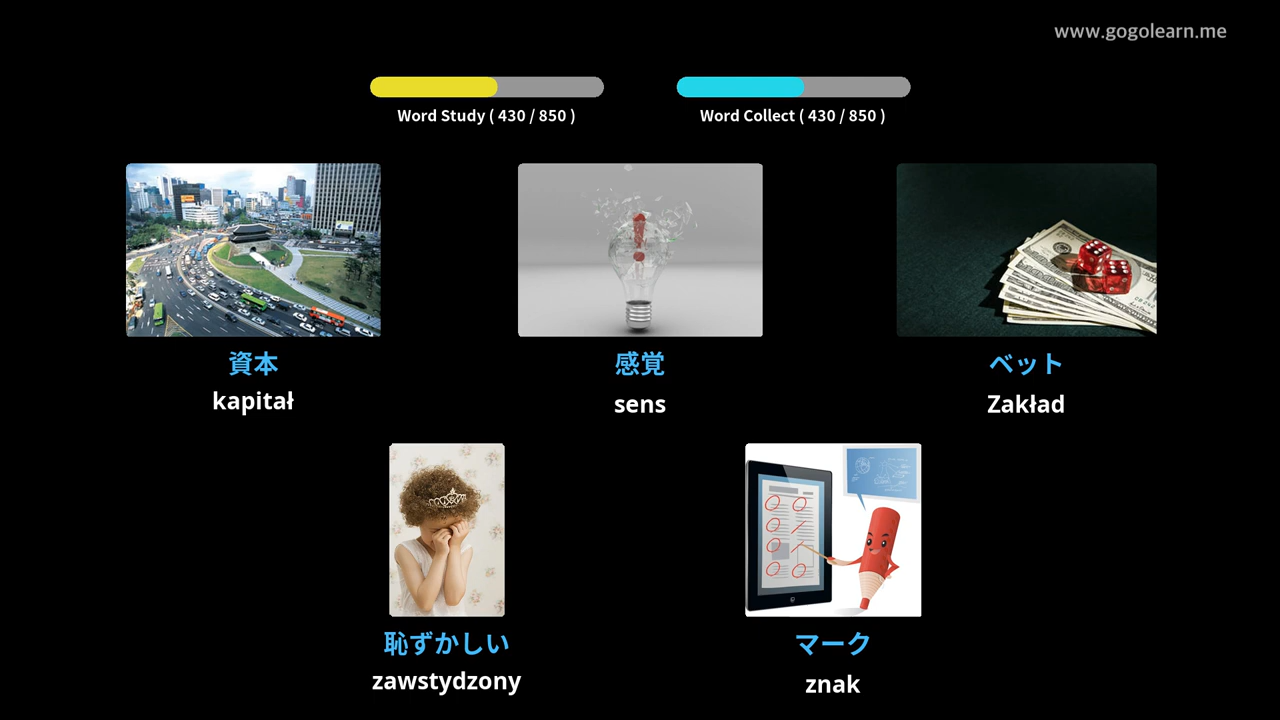 www.gogolearn.me
Word Study ( 430 / 850 )
Word Collect ( 430 / 850 )
資本
kapitał
感覚
sens
ベット
Zakład
恥ずかしい
zawstydzony
マーク
znak